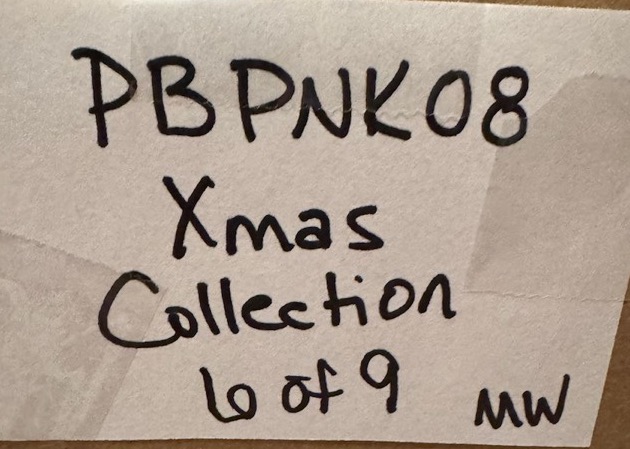 PBPNK08
Xmas
Collection
6 of 9
MW